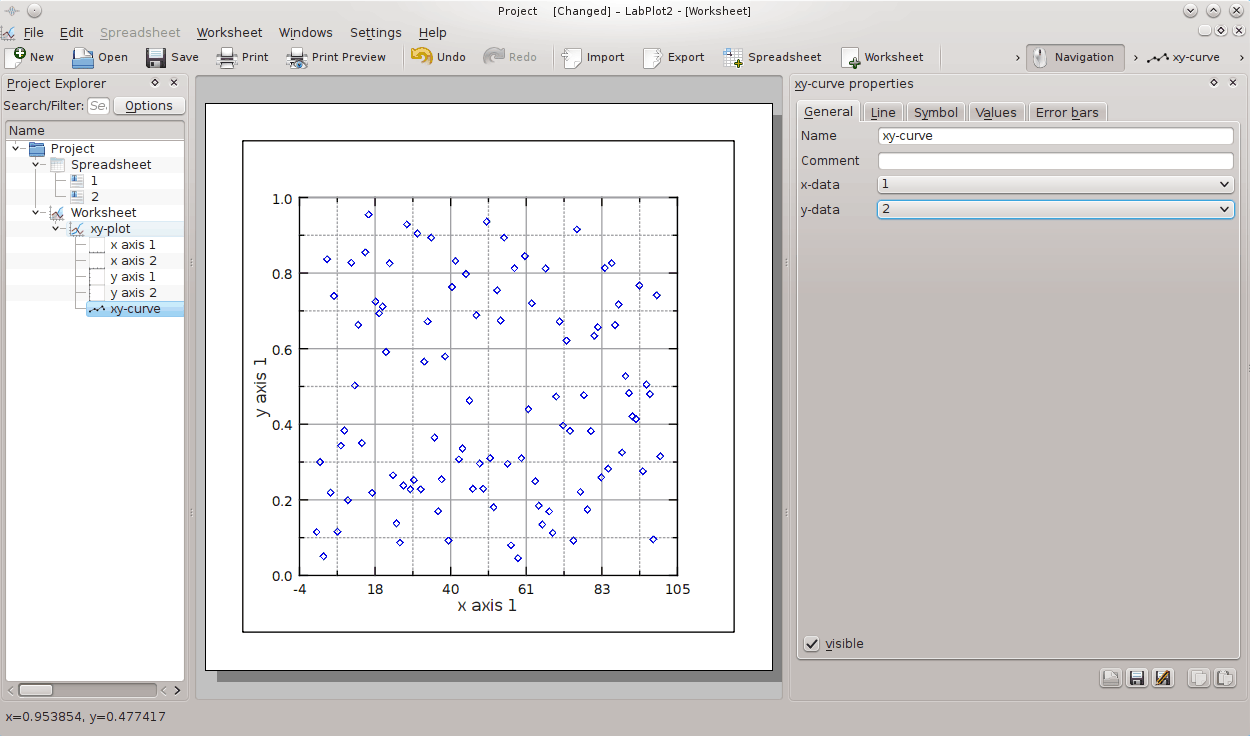 Project [Changed] – LabPlot2 - [Worksheet]
File Edit Spreadsheet Worksheet Windows Settings Help
New Open Save Print Print Preview Undo Redo Import Export Spreadsheet Worksheet Navigation xy-curve
Project Explorer
Search/Filter: Se. Options
Name
Project
Spreadsheet
1
2
Worksheet
xy-plot
x axis 1
x axis 2
y axis 1
y axis 2
xy-curve
1.0
0.8
0.6
0.4
0.2
0.0
y axis 1
-4 18 40 61 83 105
x axis 1
xy-curve properties
General Line Symbol Values Error bars
Name xy-curve
Comment
x-data 1
y-data 2
visible
x=0.953854, y=0.477417